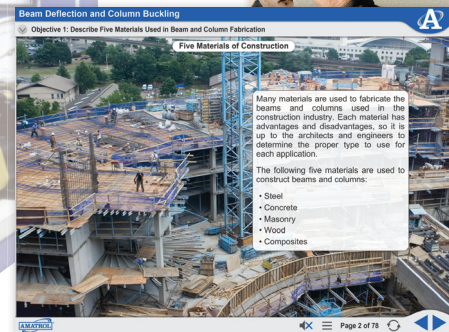 Beam Deflection and Column Buckling
Objective 1: Describe Five Materials Used in Beam and Column Fabrication
Five Materials of Construction
Many materials are used to fabricate the
beams and columns used in the
construction industry. Each material has
advantages and disadvantages, so it is
up to the architects and engineers to
determine the proper type to use for
each application.
The following five materials are used to
construct beams and columns:
• Steel
• Concrete
• Masonry
• Wood
• Composites
AMATROL
Page 2 of 78